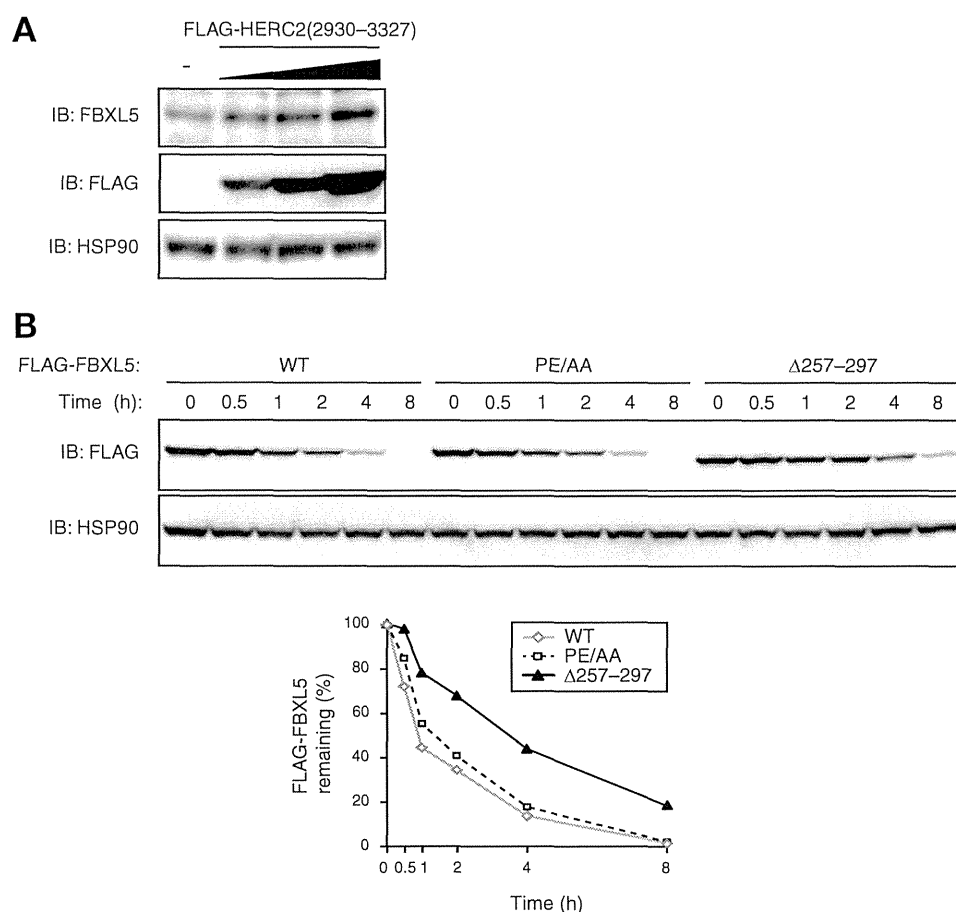 A
FLAG-HERC2(2930–3327)
–
IB: FBXL5
IB: FLAG
IB: HSP90
B
FLAG-FBXL5: WT PE/AA Δ257–297
Time (h): 0 0.5 1 2 4 8 0 0.5 1 2 4 8 0 0.5 1 2 4 8
IB: FLAG
IB: HSP90
100
80
60
40
20
0
FLAG-FBXL5
remaining (%)
WT
PE/AA
Δ257–297
0 0.5 1 2 4 8
Time (h)